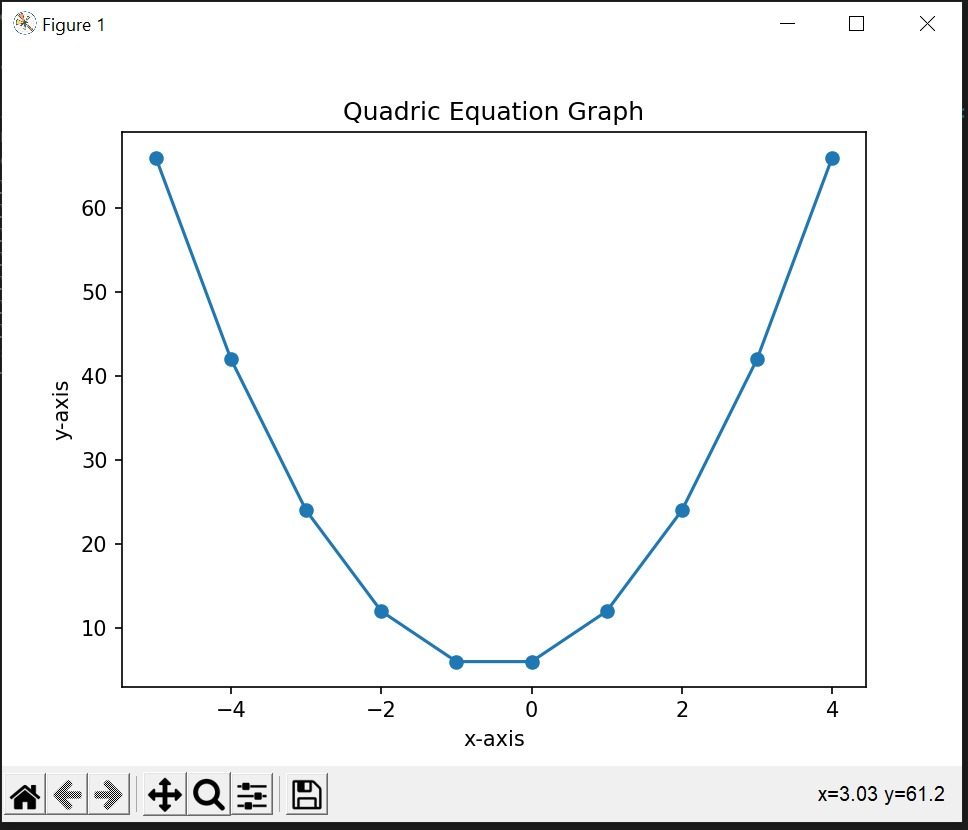 Figure 1
Quadric Equation Graph
60
50
40
30
20
10
y-axis
−4 −2 0 2 4
x-axis
x=3.03 y=61.2